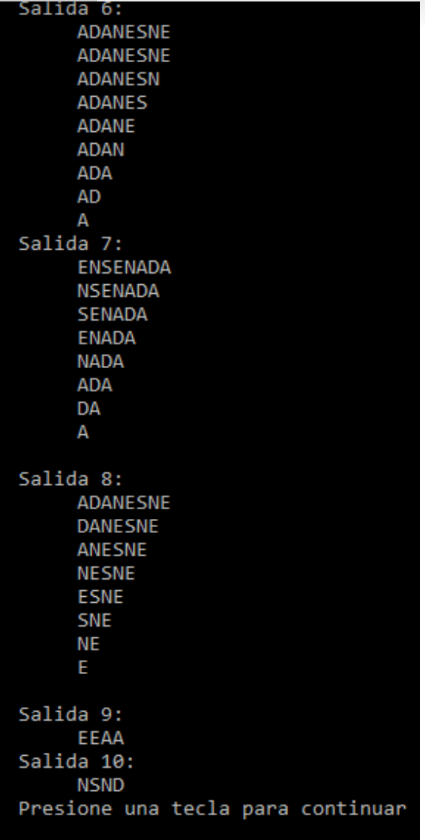 Salida 6:
ADANESNE
ADANESNE
ADANESN
ADANES
ADANE
ADAN
ADA
AD
A
Salida 7:
ENSENADA
NSENADA
SENADA
ENADA
NADA
ADA
DA
A
Salida 8:
ADANESNE
DANESNE
ANESNE
NESNE
ESNE
SNE
NE
E
Salida 9:
EEAA
Salida 10:
NSND
Presione una tecla para continuar